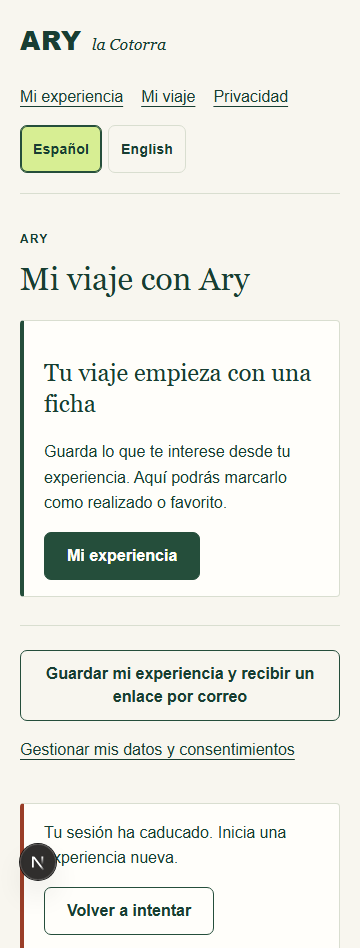 ARY la Cotorra
Mi experiencia Mi viaje Privacidad
Español English
ARY
Mi viaje con Ary
Tu viaje empieza con una
ficha
Guarda lo que te interese desde tu
experiencia. Aquí podrás marcarlo
como realizado o favorito.
Mi experiencia
Guardar mi experiencia y recibir un
enlace por correo
Gestionar mis datos y consentimientos
Tu sesión ha caducado. Inicia una
experiencia nueva.
N
Volver a intentar